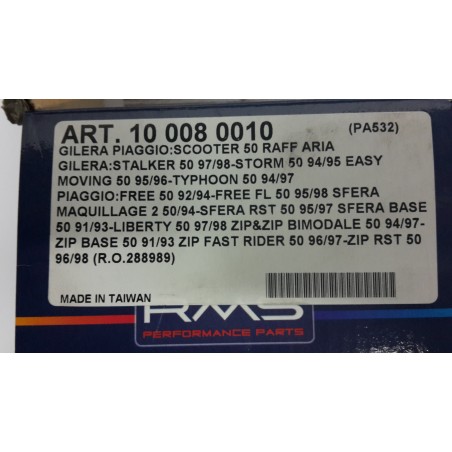 ART. 10 008 0010 (PA532)
GILERA PIAGGIO:SCOOTER 50 RAFF ARIA
GILERA:STALKER 50 97/98-STORM 50 94/95 EASY
MOVING 50 95/96-TYPHOON 50 94/97
PIAGGIO:FREE 50 92/94-FREE FL 50 95/98 SFERA
MAQUILLAGE 2 50/94-SFERA RST 50 95/97 SFERA BASE
50 91/93-LIBERTY 50 97/98 ZIP&ZIP BIMODALE 50 94/97-
ZIP BASE 50 91/93 ZIP FAST RIDER 50 96/97-ZIP RST 50
96/98 (R.O.288989)
MADE IN TAIWAN
RMS
PERFORMANCE PARTS